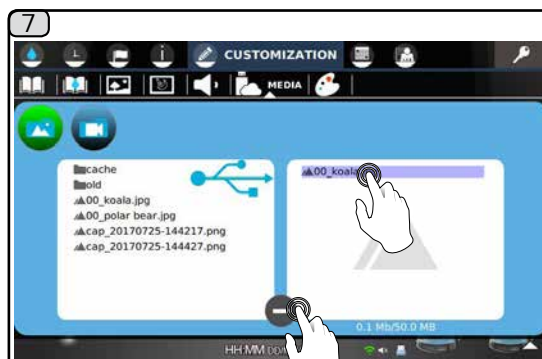 7
CUSTOMIZATION
MEDIA
cache
old
00_koala.jpg
00_polar bear.jpg
cap_20170725-144217.png
cap_20170725-144427.png
00_koala
0.1 Mb/50.0 MB
HH:MM